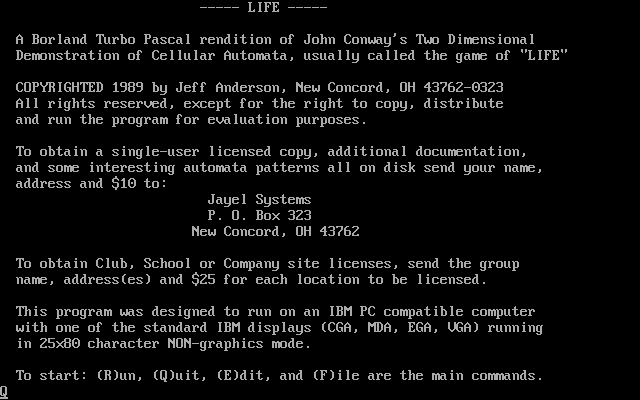 ----- LIFE -----
A Borland Turbo Pascal rendition of John Conway's Two Dimensional
Demonstration of Cellular Automata, usually called the game of "LIFE"
COPYRIGHTED 1989 by Jeff Anderson, New Concord, OH 43762-0323
All rights reserved, except for the right to copy, distribute
and run the program for evaluation purposes.
To obtain a single-user licensed copy, additional documentation,
and some interesting automata patterns all on disk send your name,
address and $10 to:
Jayel Systems
P. O. Box 323
New Concord, OH 43762
To obtain Club, School or Company site licenses, send the group
name, address(es) and $25 for each location to be licensed.
This program was designed to run on an IBM PC compatible computer
with one of the standard IBM displays (CGA, MDA, EGA, VGA) running
in 25x80 character NON-graphics mode.
To start: (R)un, (Q)uit, (E)dit, and (F)ile are the main commands.
Q